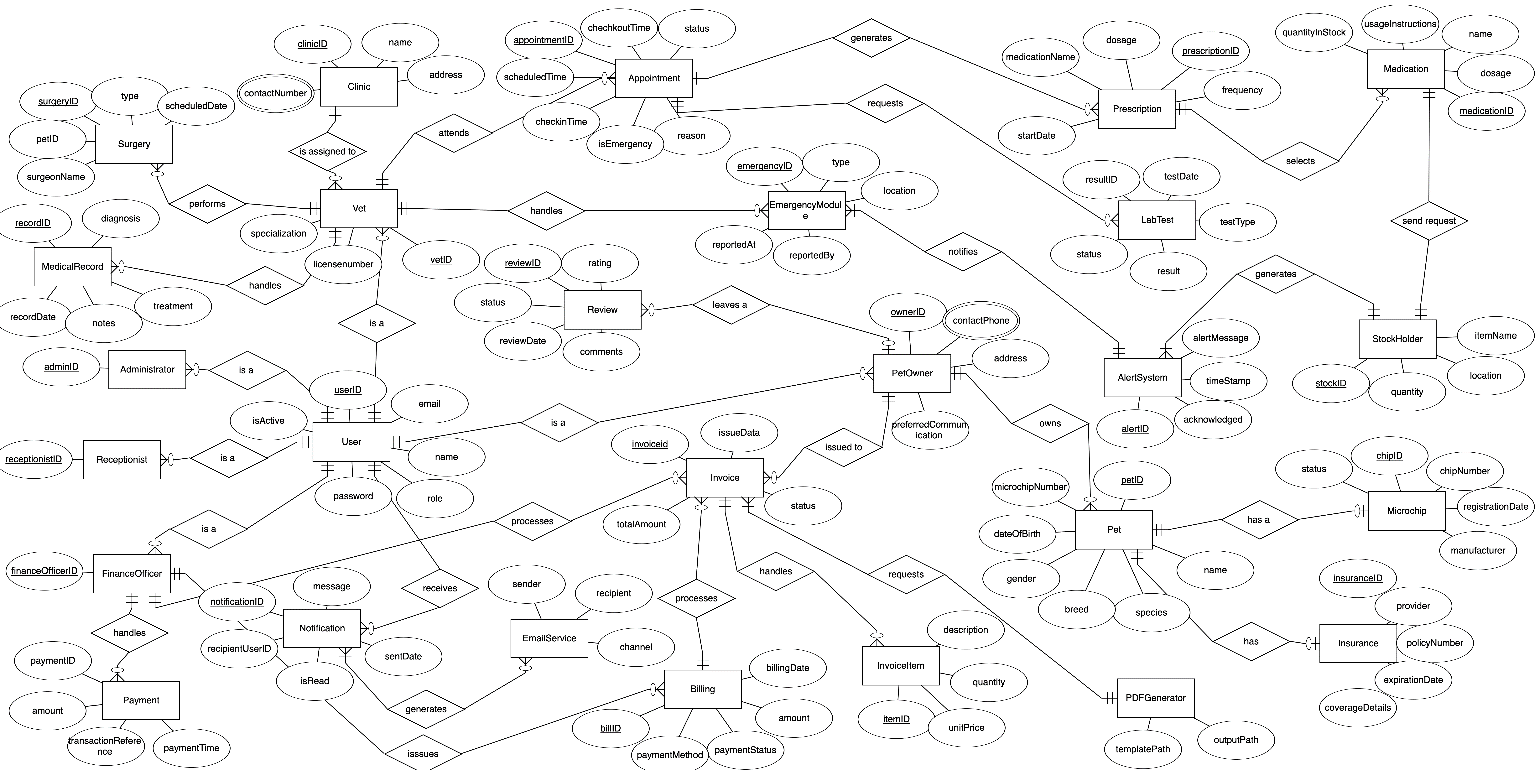 clinicID
name
address
contactNumber
Clinic
is assigned to
appointmentID
chechkoutTime
status
scheduledTime
Appointment
checkinTime
isEmergency
reason
generates
requests
attends
medicationName
dosage
prescriptionID
frequency
Prescription
startDate
quantityInStock
usageInstructions
name
Medication
dosage
medicationID
selects
send request
surgeryID
type
scheduledDate
petID
Surgery
surgeonName
performs
Vet
specialization
licensenumber
vetID
handles
emergencyID
type
location
EmergencyModul
e
reportedAt
reportedBy
notifies
resultID
testDate
LabTest
testType
status
result
generates
recordID
diagnosis
MedicalRecord
handles
treatment
recordDate
notes
is a
reviewID
rating
status
Review
reviewDate
comments
leaves a
ownerID
contactPhone
address
PetOwner
preferredCommun
ication
owns
alertMessage
AlertSystem
timeStamp
acknowledged
alertID
StockHolder
itemName
location
stockID
quantity
adminID
Administrator
is a
userID
isActive
email
User
name
password
role
is a
receptionistID
Receptionist
is a
is a
invoiceid
issueData
Invoice
totalAmount
status
issued to
processes
microchipNumber
petID
dateOfBirth
Pet
gender
breed
species
name
has a
status
chipID
chipNumber
Microchip
registrationDate
manufacturer
financeOfficerID
FinanceOfficer
handles
notificationID
message
Notification
recipientUserID
isRead
sentDate
receives
sender
recipient
EmailService
channel
generates
processes
handles
requests
has
insuranceID
provider
Insurance
policyNumber
expirationDate
coverageDetails
paymentID
Payment
amount
transactionRefere
nce
paymentTime
issues
Billing
billingDate
amount
billID
paymentMethod
paymentStatus
InvoiceItem
description
quantity
itemID
unitPrice
PDFGenerator
templatePath
outputPath